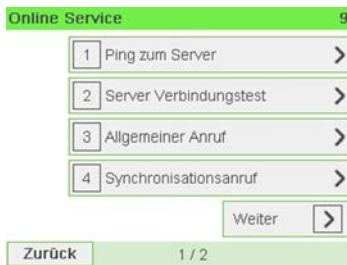 Online Service 9
1 Ping zum Server
2 Server Verbindungstest
3 Allgemeiner Anruf
4 Synchronisationsanruf
Weiter
Zurück 1 / 2